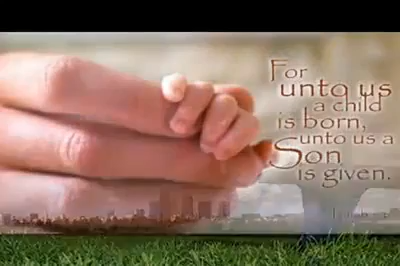 For
unto us
a child
is born,
unto us a
Son
is given.